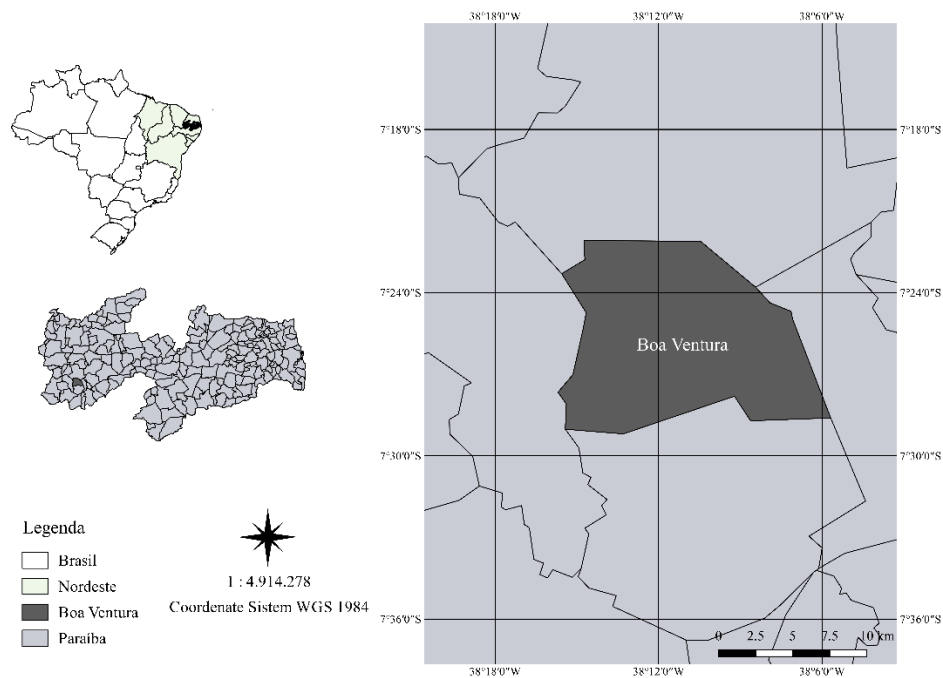 38°18'0"W 38°12'0"W 38°6'0"W
7°18'0"S 7°18'0"S
7°24'0"S 7°24'0"S
Boa Ventura
7°30'0"S 7°30'0"S
7°36'0"S 7°36'0"S
0 2.5 5 7.5 10 km
38°18'0"W 38°12'0"W 38°6'0"W
Legenda
Brasil
Nordeste
Boa Ventura
Paraíba
1 : 4.914.278
Coordenate Sistem WGS 1984